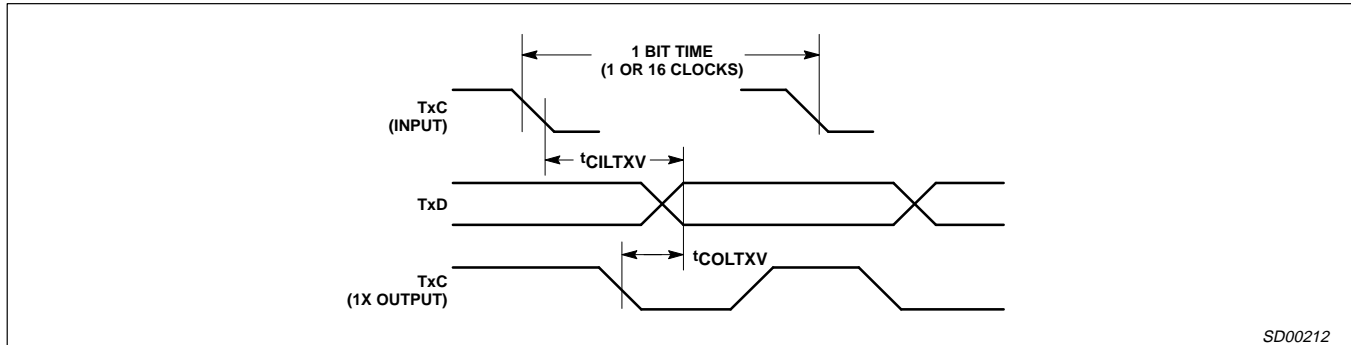 1 BIT TIME
(1 OR 16 CLOCKS)
TxC
(INPUT)
tCILTXV
TxD
tCOLTXV
TxC
(1X OUTPUT)
SD00212